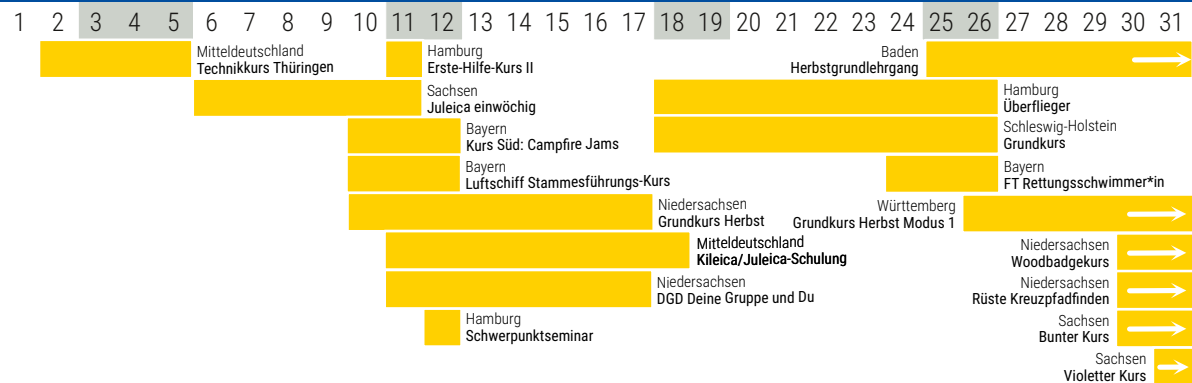 1 2 3 4 5 6 7 8 9 10 11 12 13 14 15 16 17 18 19 20 21 22 23 24 25 26 27 28 29 30 31
Mitteldeutschland
Technikkurs Thüringen
Hamburg
Erste-Hilfe-Kurs II
Baden
Herbstgrundlehrgang
Sachsen
Juleica einwöchig
Hamburg
Überflieger
Bayern
Kurs Süd: Campfire Jams
Schleswig-Holstein
Grundkurs
Bayern
Luftschiff Stammesführungs-Kurs
Bayern
FT Rettungsschwimmer*in
Niedersachsen
Grundkurs Herbst
Württemberg
Grundkurs Herbst Modus 1
Mitteldeutschland
Kileica/Juleica-Schulung
Niedersachsen
Woodbadgekurs
Niedersachsen
DGD Deine Gruppe und Du
Niedersachsen
Rüste Kreuzpfadfinden
Hamburg
Schwerpunktseminar
Sachsen
Bunter Kurs
Sachsen
Violetter Kurs